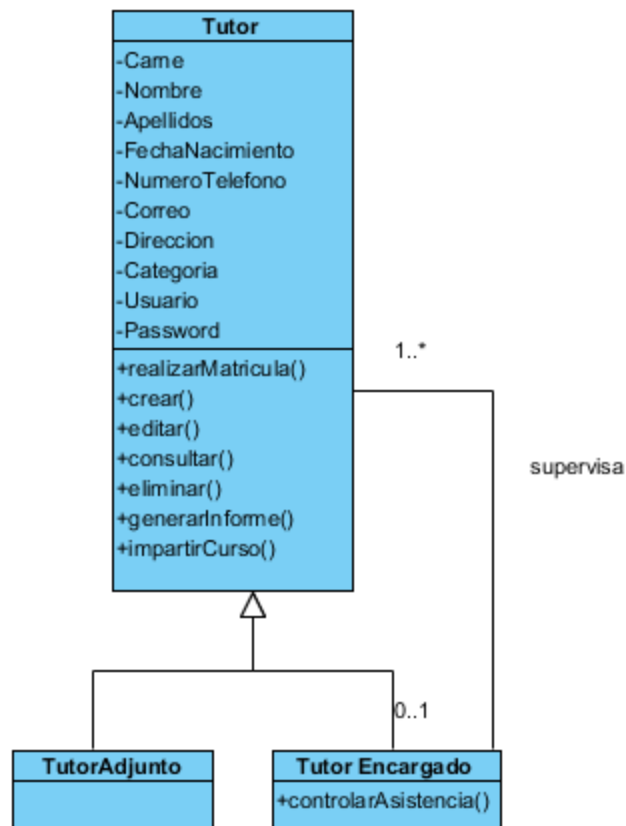 Tutor
-Carne
-Nombre
-Apellidos
-FechaNacimiento
-NumeroTelefono
-Correo
-Direccion
-Categoria
-Usuario
-Password
+realizarMatricula()
+crear()
+editar()
+consultar()
+eliminar()
+generarInforme()
+impartirCurso()
1..*
supervisa
0..1
TutorAdjunto
Tutor Encargado
+controlarAsistencia()